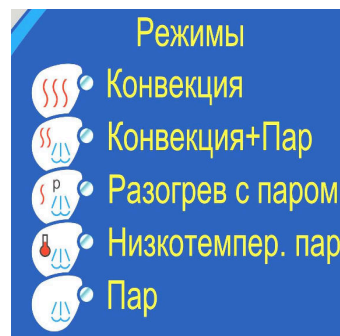 Режимы
Конвекция
Конвекция+Пар
p
Разогрев с паром
Низкотемпер. пар
Пар